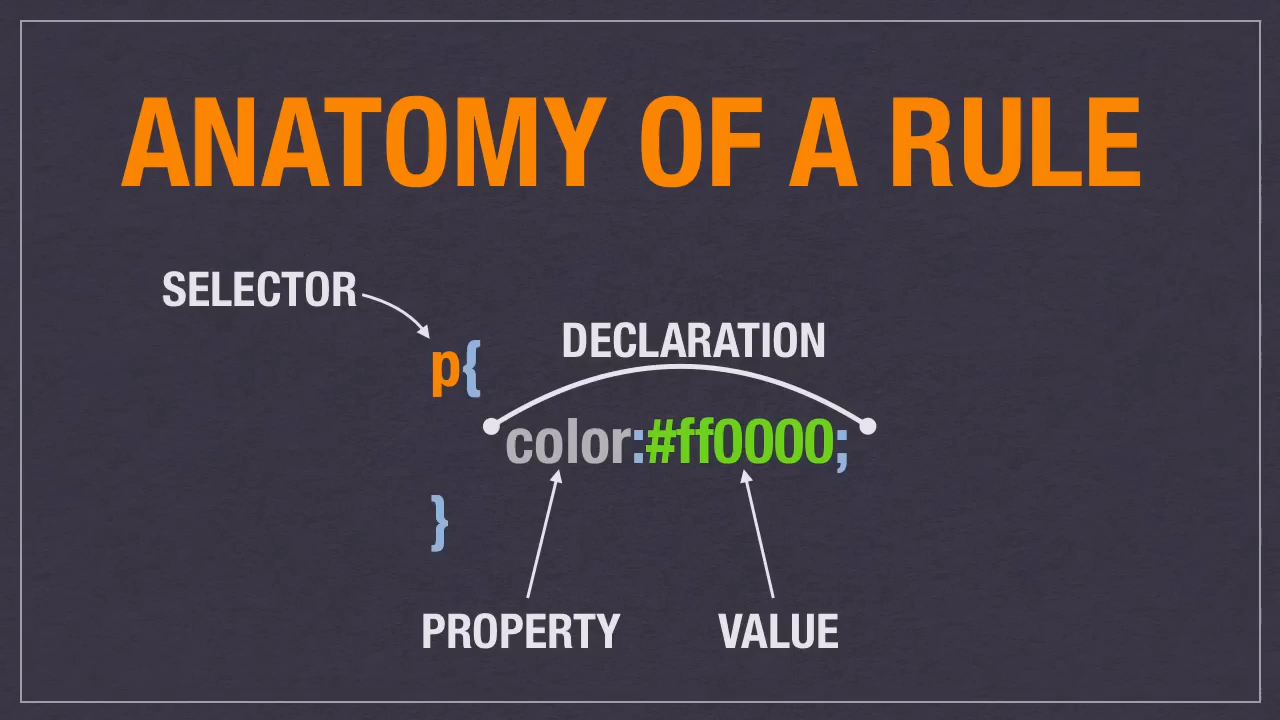 ANATOMY OF A RULE
SELECTOR
p{
DECLARATION
color:#ff0000;
}
PROPERTY
VALUE